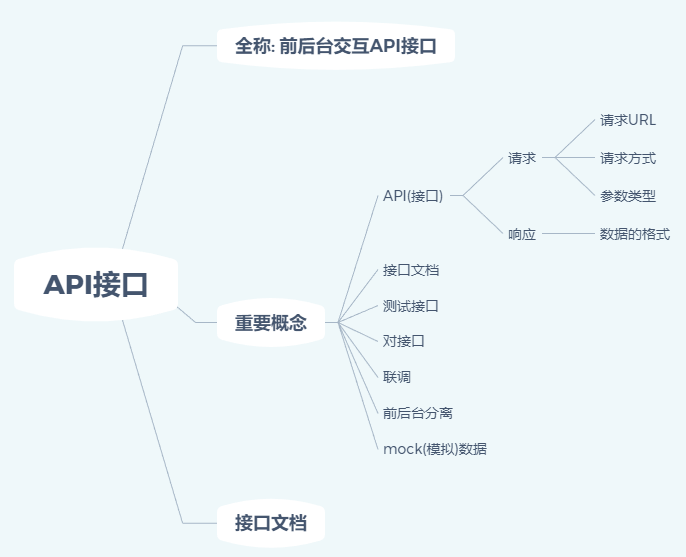 API接口
全称: 前后台交互API接口
重要概念
API(接口)
请求
请求URL
请求方式
参数类型
响应
数据的格式
接口文档
测试接口
对接口
联调
前后台分离
mock(模拟)数据
接口文档